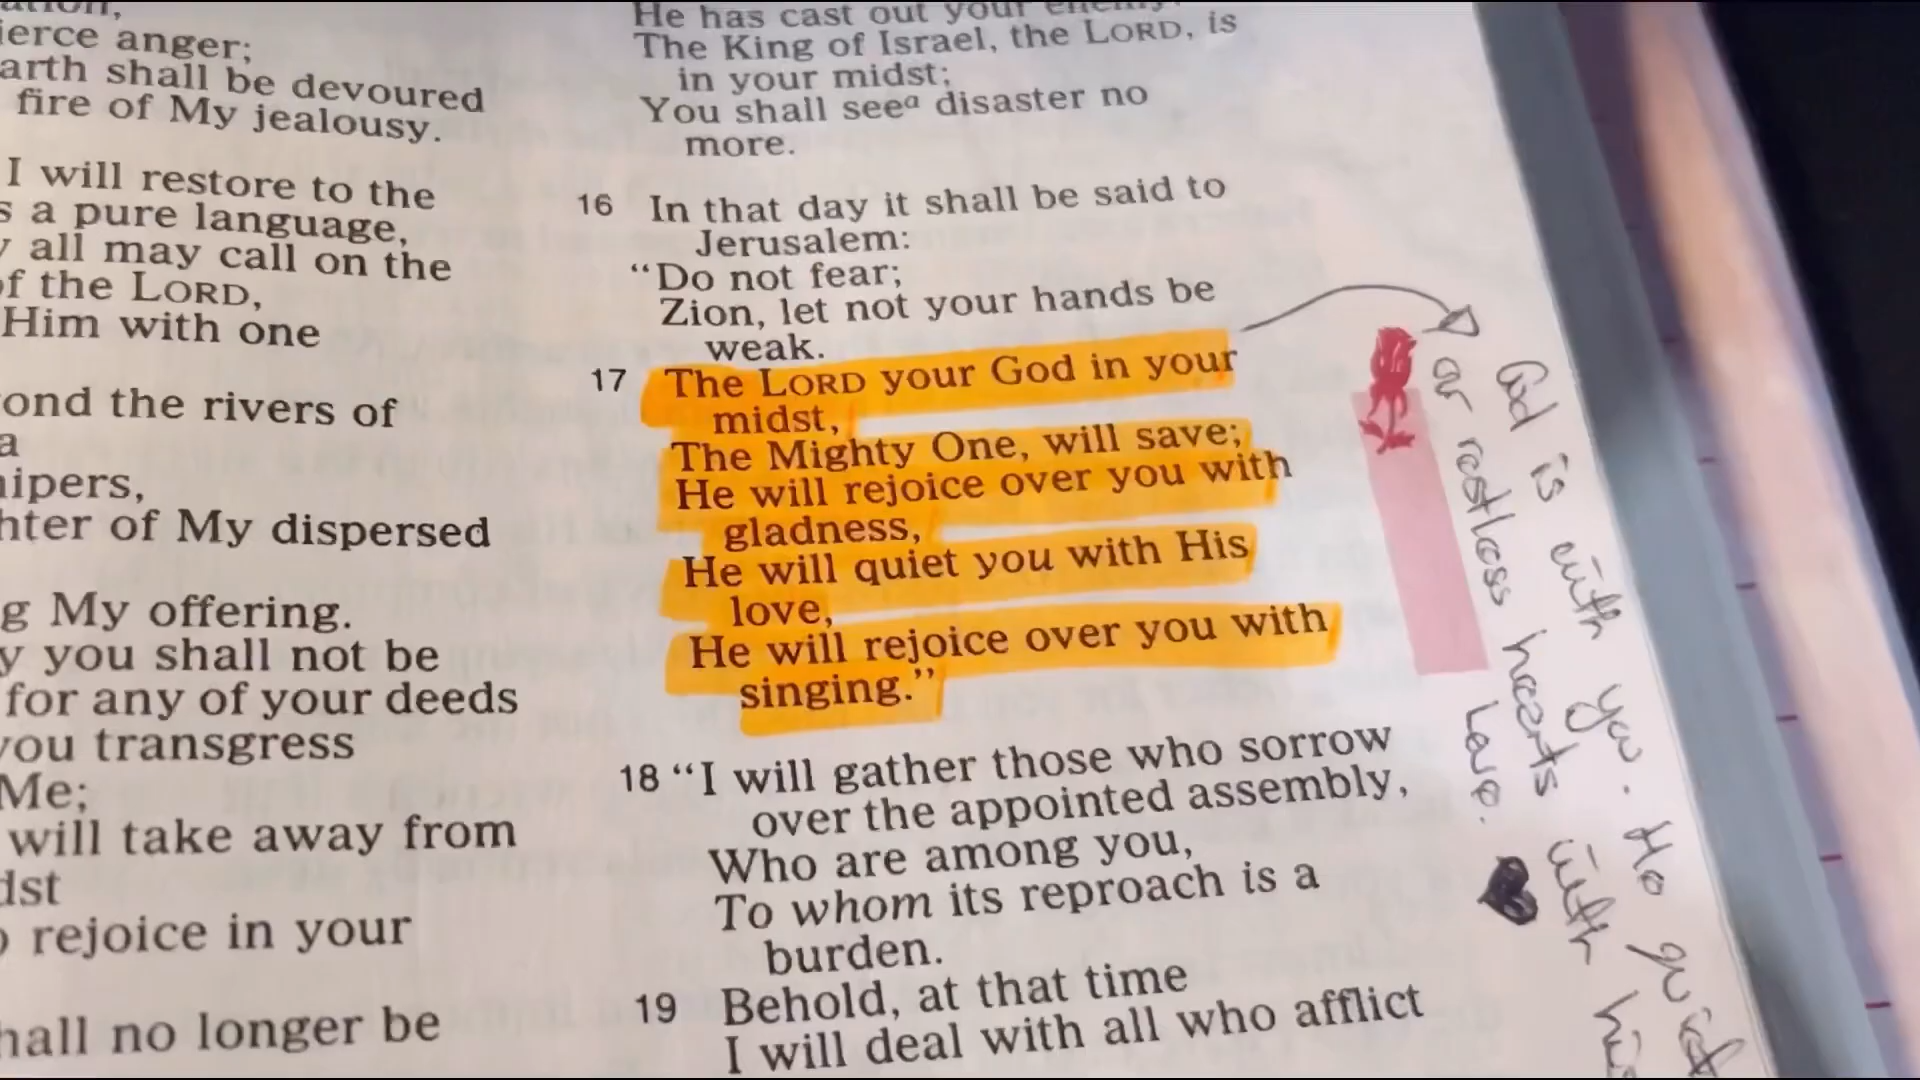 ierce anger;
arth shall be devoured
fire of My jealousy.
I will restore to the
s a pure language,
y all may call on the
of the LORD,
Him with one
ond the rivers of
a
ipers,
hter of My dispersed
g My offering.
y you shall not be
for any of your deeds
you transgress
Me;
will take away from
dst
rejoice in your
hall no longer be
He has cast out your enemy.
The King of Israel, the LORD, is
in your midst;
You shall seeᵃ disaster no
more.
16 In that day it shall be said to
Jerusalem:
“Do not fear;
Zion, let not your hands be
weak.
17 The LORD your God in your
midst,
The Mighty One, will save;
He will rejoice over you with
gladness,
He will quiet you with His
love,
He will rejoice over you with
singing.”
18 “I will gather those who sorrow
over the appointed assembly,
Who are among you,
To whom its reproach is a
burden.
19 Behold, at that time
I will deal with all who afflict
God is with you. He quiet
or restless hearts with hi
Love.